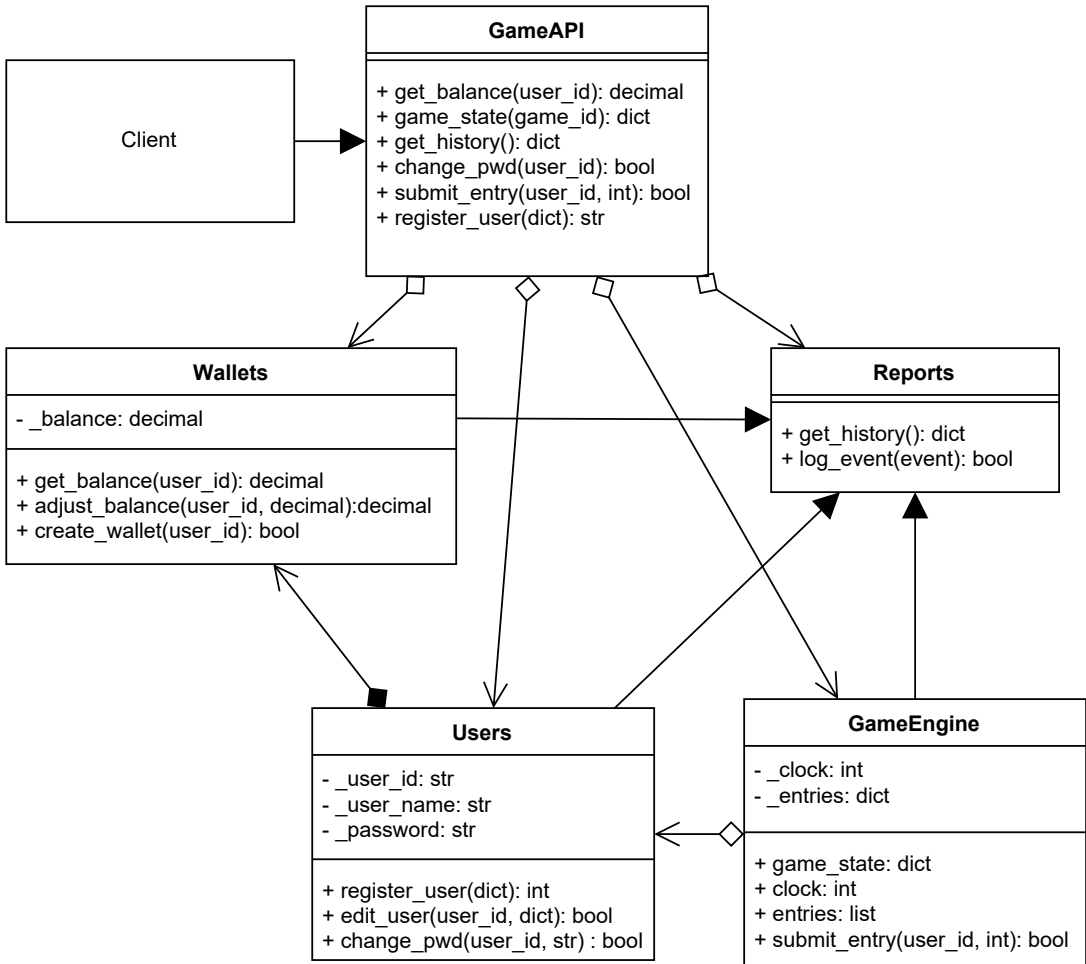 GameAPI
+ get_balance(user_id): decimal
+ game_state(game_id): dict
+ get_history(): dict
+ change_pwd(user_id): bool
+ submit_entry(user_id, int): bool
+ register_user(dict): str
Client
Wallets
- _balance: decimal
+ get_balance(user_id): decimal
+ adjust_balance(user_id, decimal):decimal
+ create_wallet(user_id): bool
Reports
+ get_history(): dict
+ log_event(event): bool
Users
- _user_id: str
- _user_name: str
- _password: str
+ register_user(dict): int
+ edit_user(user_id, dict): bool
+ change_pwd(user_id, str) : bool
GameEngine
- _clock: int
- _entries: dict
+ game_state: dict
+ clock: int
+ entries: list
+ submit_entry(user_id, int): bool